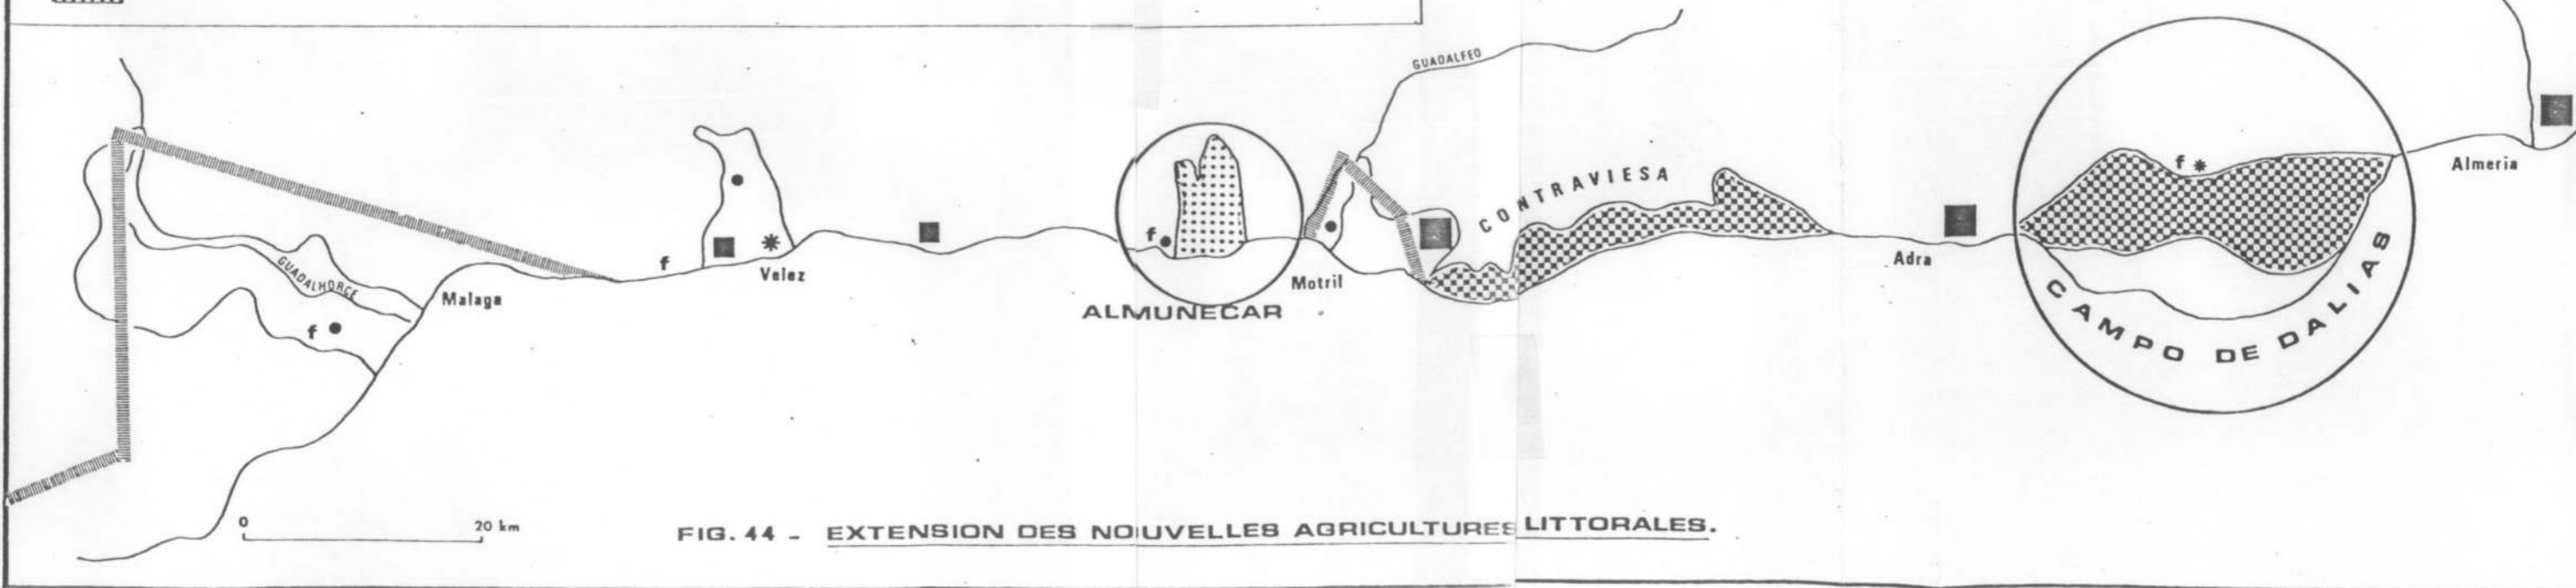 GUADALFEO
CONTRAVIESA
f
Almeria
f
f
Velez
Adra
GUADALHORCE
Malaga
Motril
f
ALMUNECAR
CAMPO DE DALIAS
0 20 km
FIG. 44 - EXTENSION DES NOUVELLES AGRICULTURES LITTORALES.